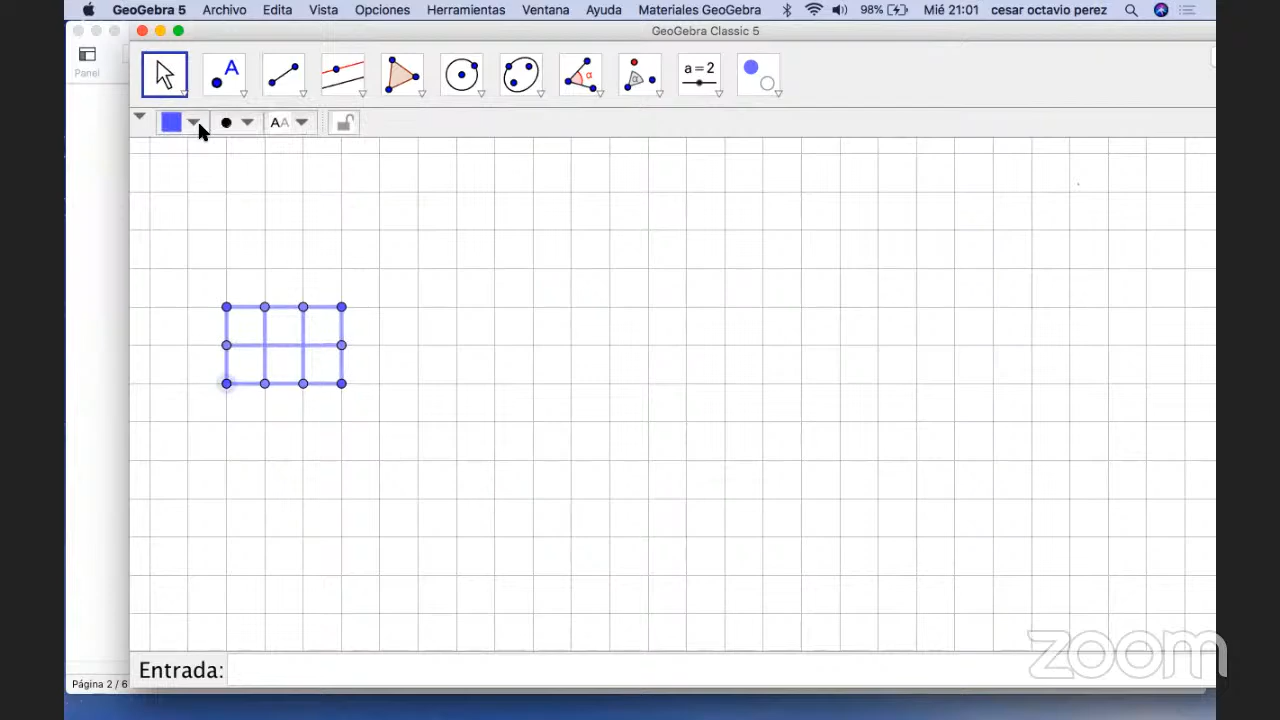 GeoGebra 5 Archivo Edita Vista Opciones Herramientas Ventana Ayuda Materiales GeoGebra 98% Mié 21:01 cesar octavio perez
GeoGebra Classic 5
Panel
A
α
α
a = 2
AA
Entrada:
Página 2 / 6
zoom